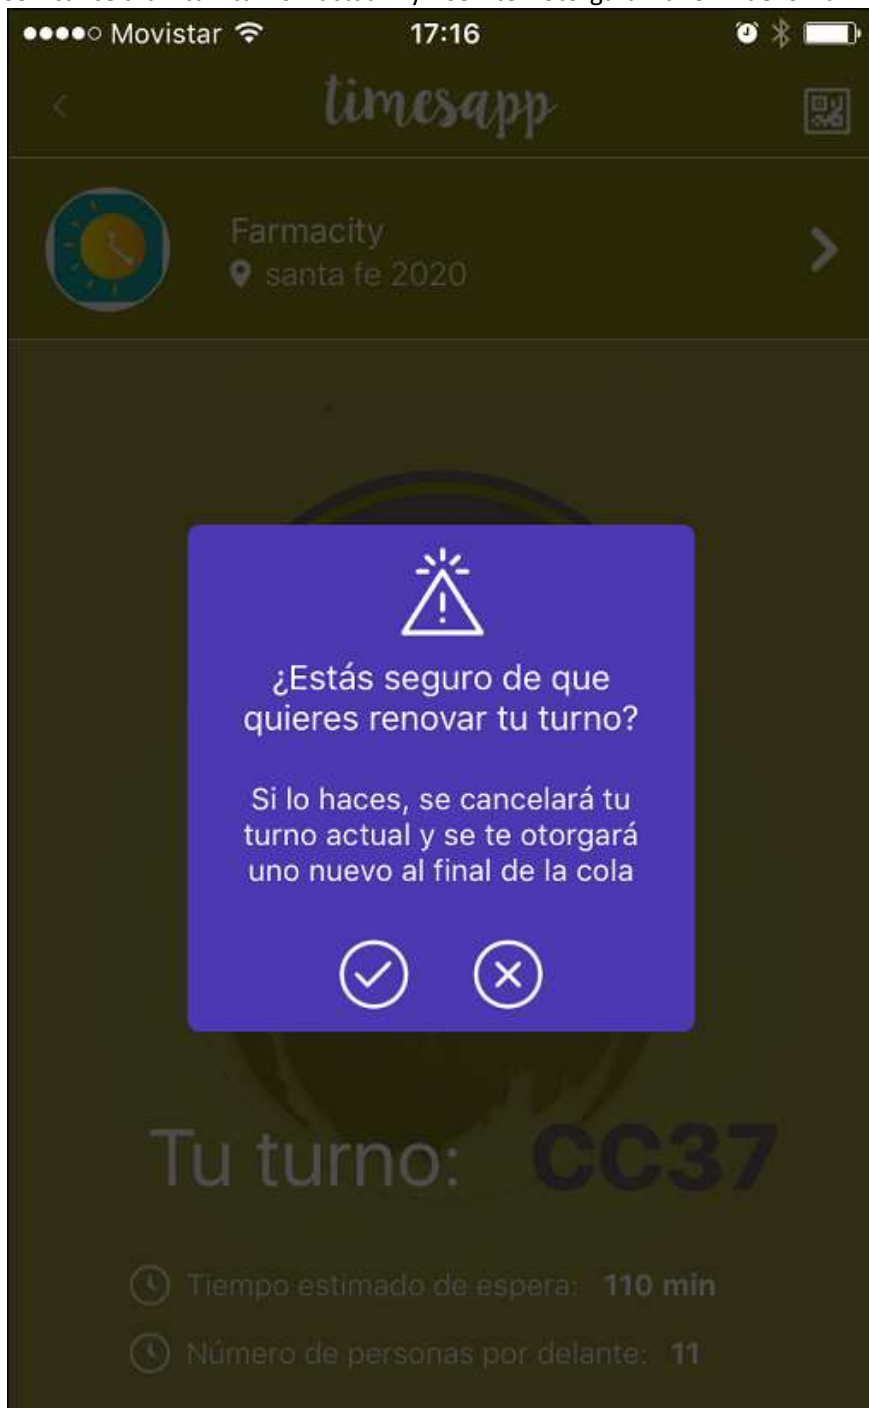 Movistar 17:16
timesapp
Farmacity
santa fe 2020
¿Estás seguro de que
quieres renovar tu turno?
Si lo haces, se cancelará tu
turno actual y se te otorgará
uno nuevo al final de la cola
Tu turno: CC37
Tiempo estimado de espera: 110 min
Número de personas por delante: 11